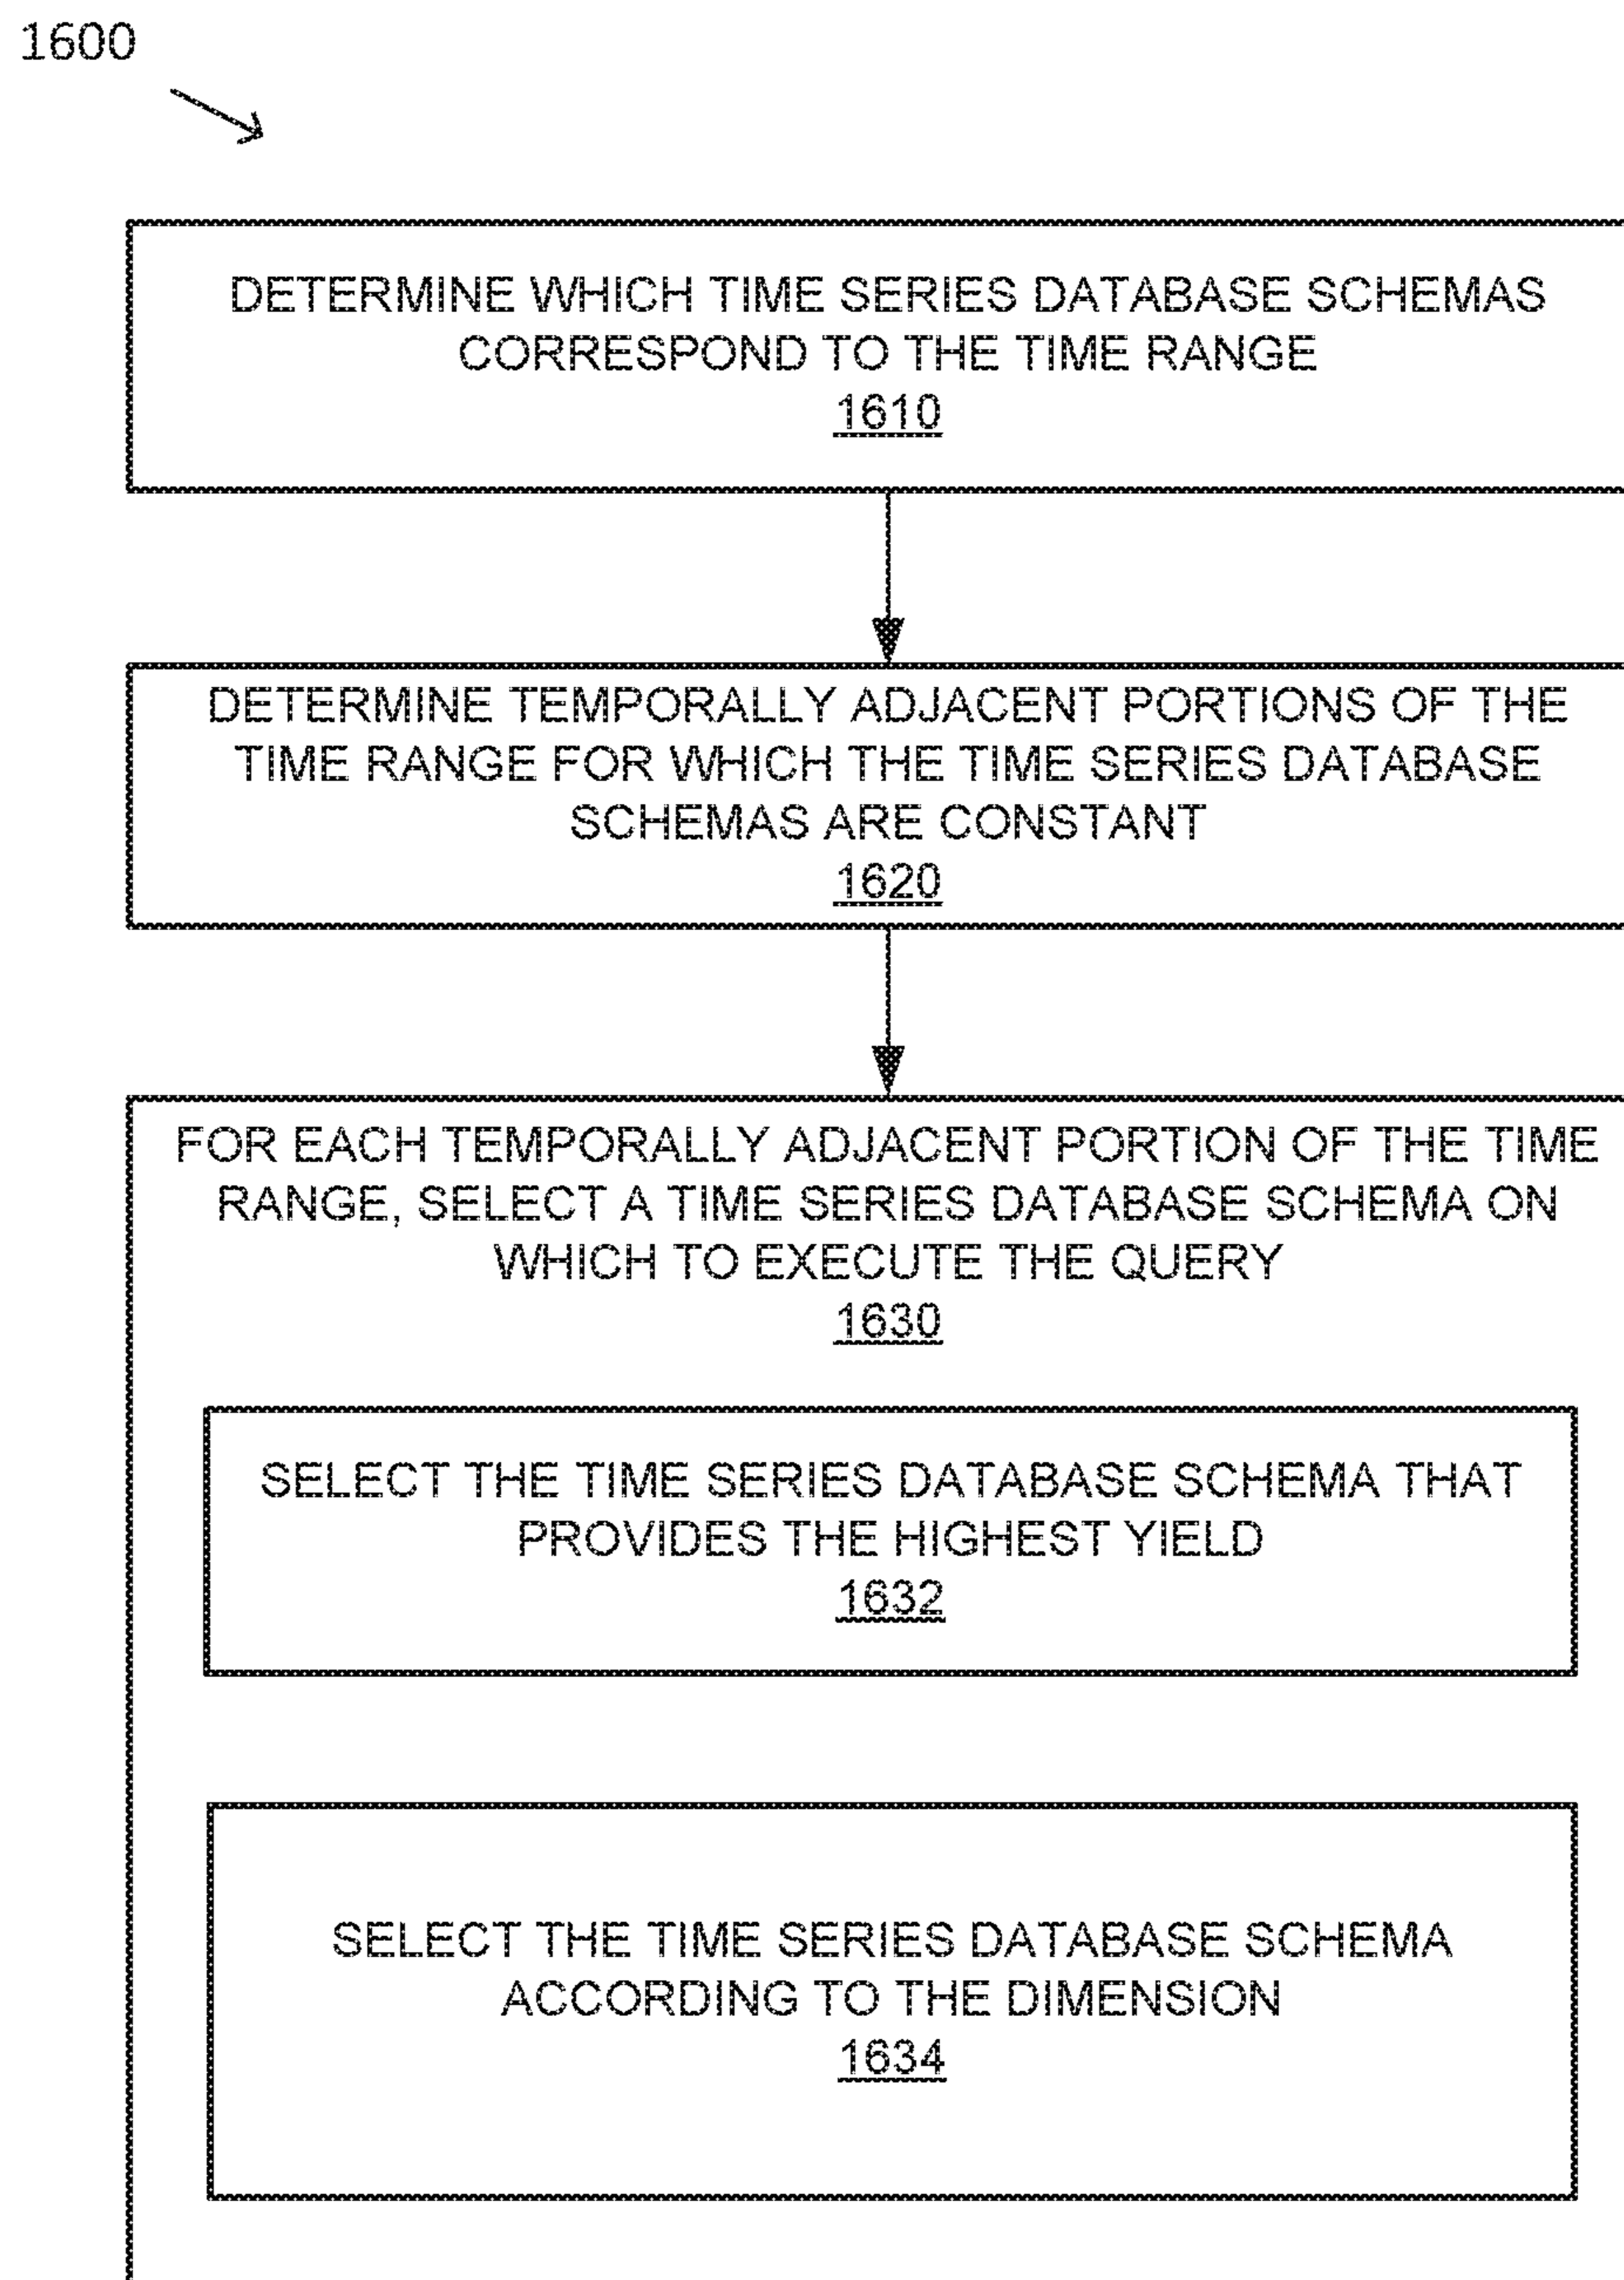 1600
DETERMINE WHICH TIME SERIES DATABASE SCHEMAS
CORRESPOND TO THE TIME RANGE
1610
DETERMINE TEMPORALLY ADJACENT PORTIONS OF THE
TIME RANGE FOR WHICH THE TIME SERIES DATABASE
SCHEMAS ARE CONSTANT
1620
FOR EACH TEMPORALLY ADJACENT PORTION OF THE TIME
RANGE, SELECT A TIME SERIES DATABASE SCHEMA ON
WHICH TO EXECUTE THE QUERY
1630
SELECT THE TIME SERIES DATABASE SCHEMA THAT
PROVIDES THE HIGHEST YIELD
1632
SELECT THE TIME SERIES DATABASE SCHEMA
ACCORDING TO THE DIMENSION
1634